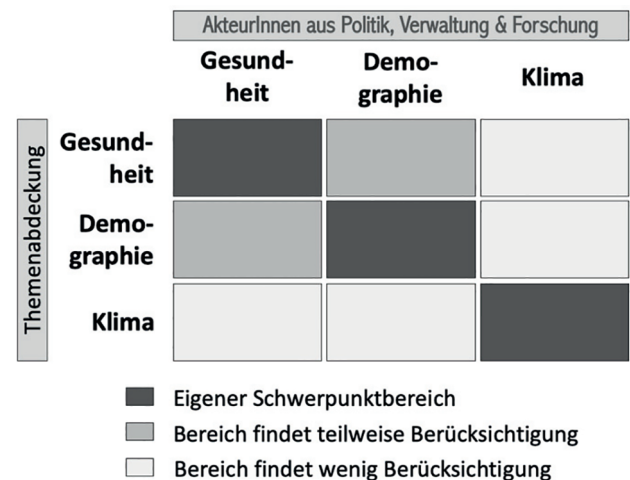 AkteurInnen aus Politik, Verwaltung & Forschung
Gesund-
heit
Demo-
graphie
Klima
Themenabdeckung
Gesund-
heit
Demo-
graphie
Klima
Eigener Schwerpunktbereich
Bereich findet teilweise Berücksichtigung
Bereich findet wenig Berücksichtigung